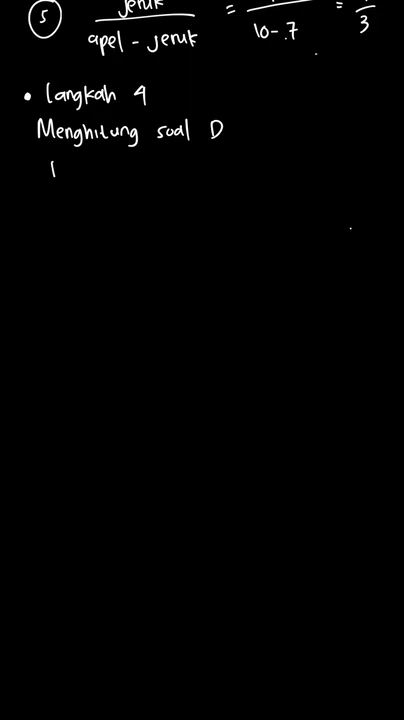 5 jeruk / apel - jeruk = / 10 - 7 = / 3
• Langkah 4
Menghitung soal D